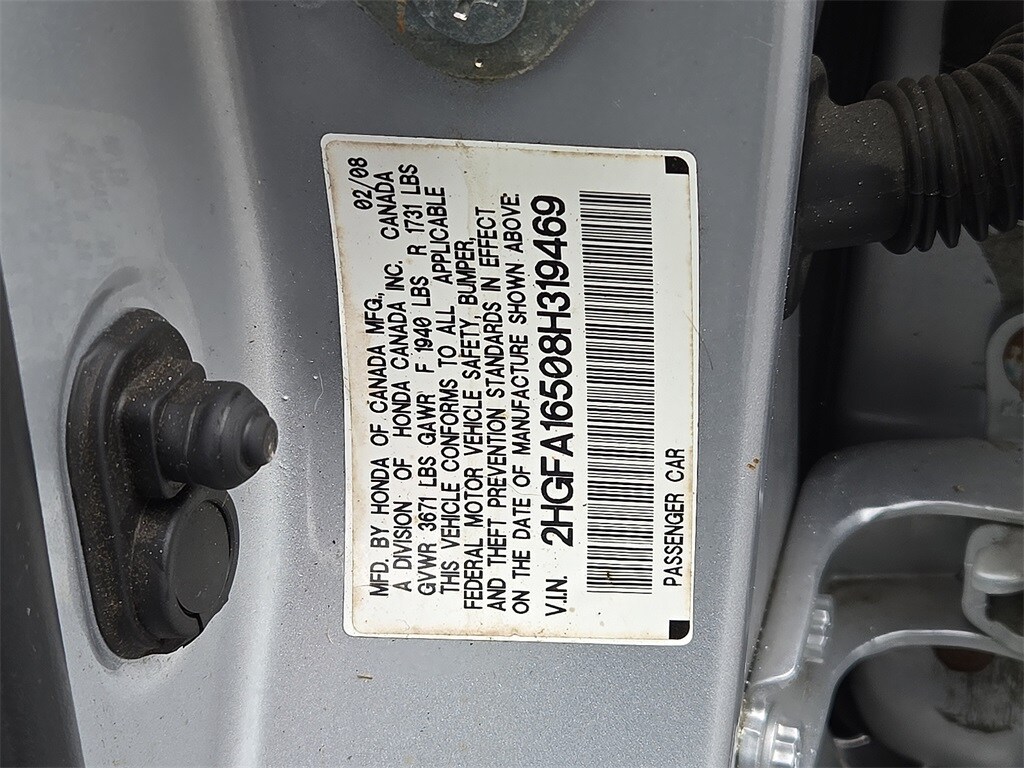 MFD. BY HONDA OF CANADA MFG., 02/08
A DIVISION OF HONDA CANADA INC. CANADA
GVWR 3671 LBS GAWR F 1940 LBS R 1731 LBS
THIS VEHICLE CONFORMS TO ALL APPLICABLE
FEDERAL MOTOR VEHICLE SAFETY, BUMPER,
AND THEFT PREVENTION STANDARDS IN EFFECT
ON THE DATE OF MANUFACTURE SHOWN ABOVE.
V.I.N. 2HGFA16508H319469
PASSENGER CAR